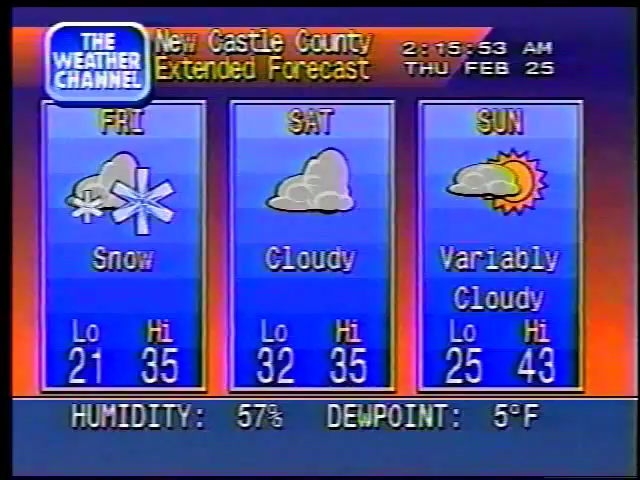 THE
WEATHER
CHANNEL
New Castle County
Extended Forecast
2:15:53 AM
THU FEB 25
FRI
Snow
Lo Hi
21 35
SAT
Cloudy
Lo Hi
32 35
SUN
Variably
Cloudy
Lo Hi
25 43
HUMIDITY: 57% DEWPOINT: 5°F